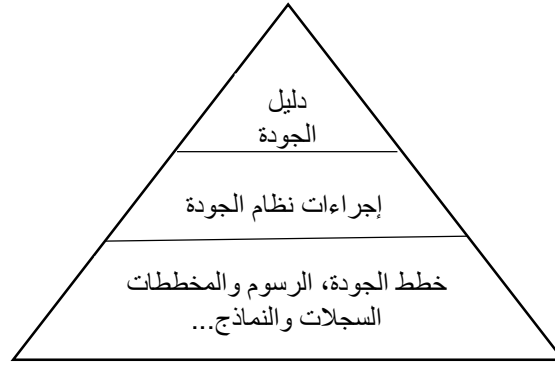 دليل
الجودة
إجراءات نظام الجودة
خطط الجودة، الرسوم والمخططات
السجلات والنماذج...